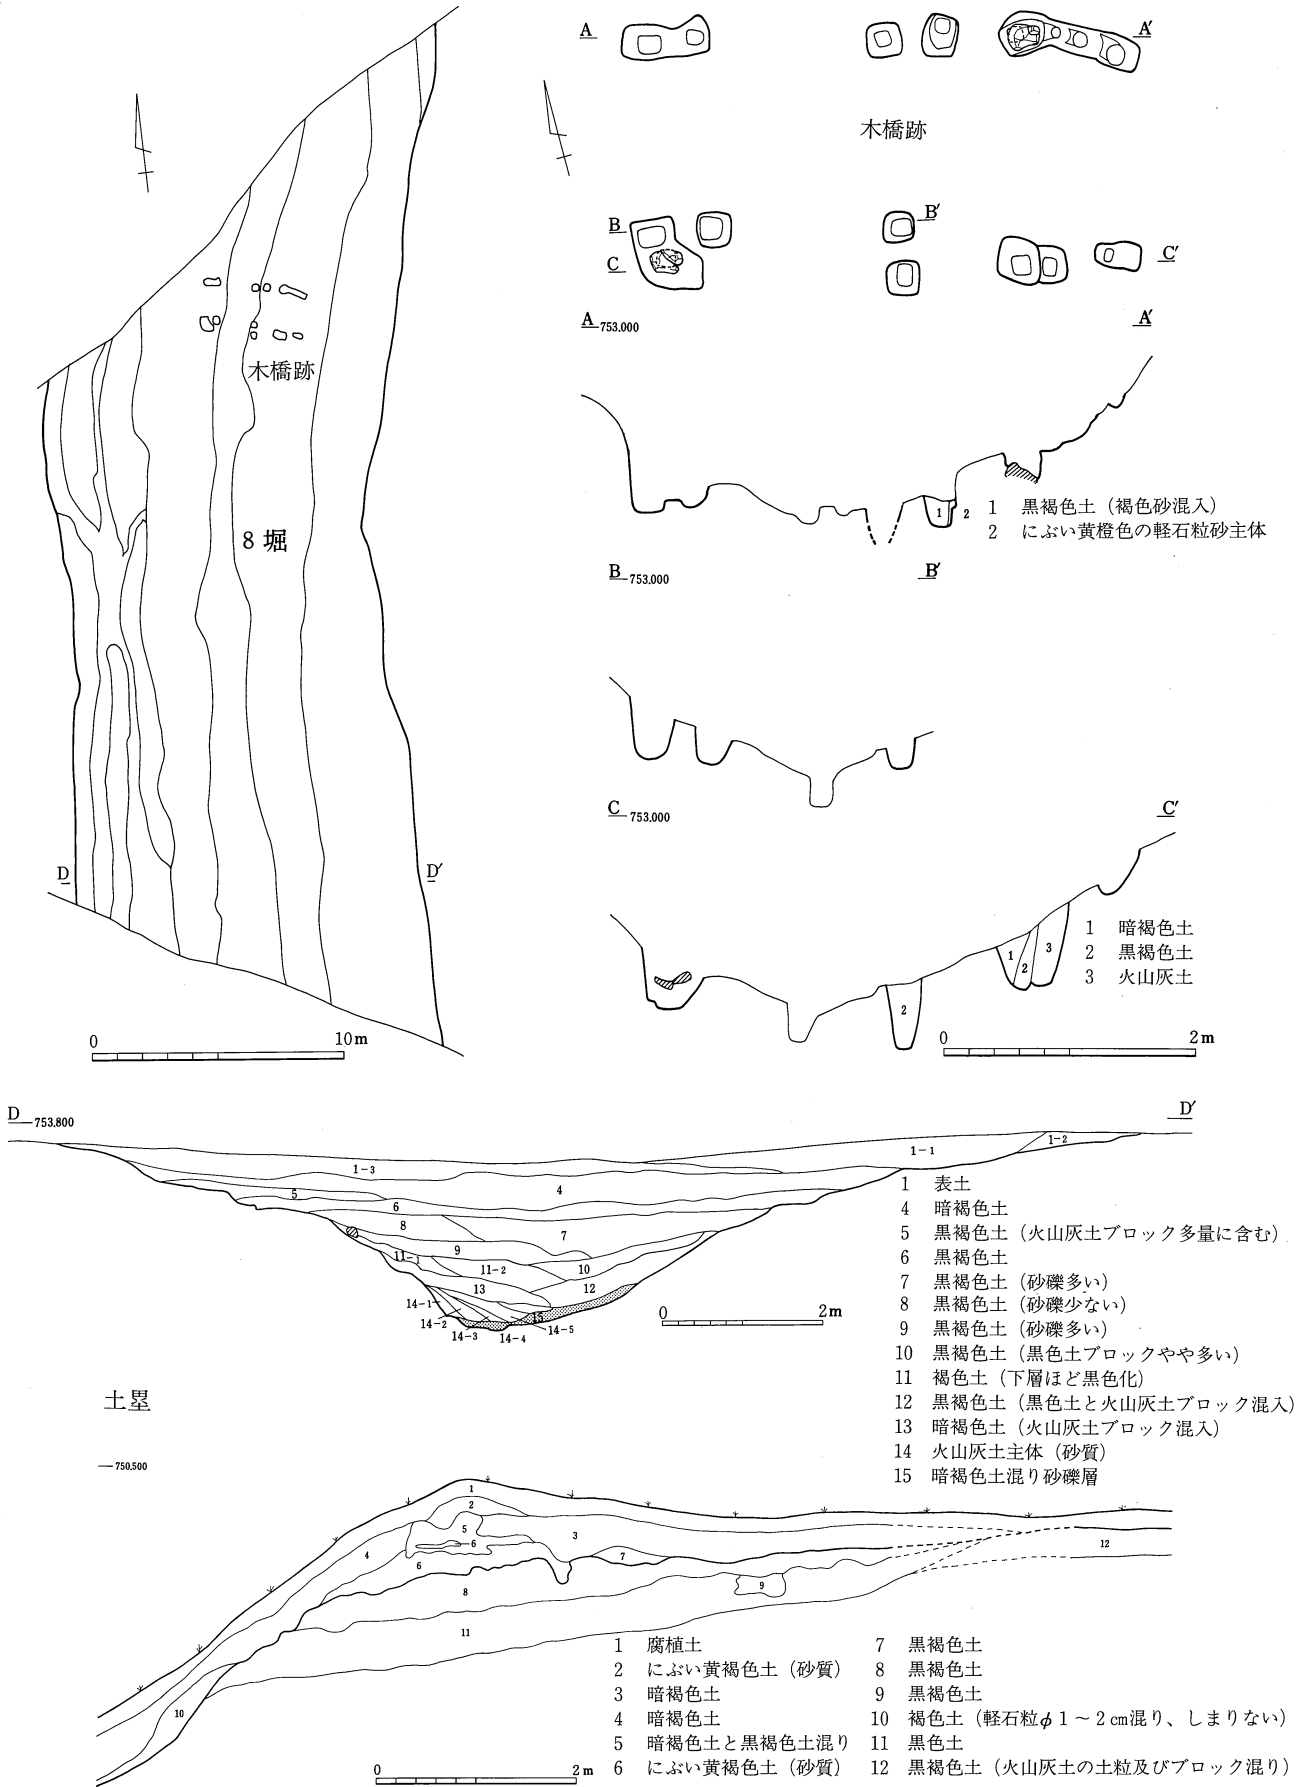 A A′
木橋跡
B B′
C C′
A 753.000 A′
木橋跡
8 堀
1 2
1 黒褐色土（褐色砂混入）
2 にぶい黄橙色の軽石粒砂主体
B 753.000 B′
C 753.000 C′
D D′
1 2 3
2
1 暗褐色土
2 黒褐色土
3 火山灰土
0 10m
0 2m
D 753.800 D′
1-2
1-1
1-3
4
5
6
8
7
9
11-1
11-2
10
13
12
14-1
14-2
14-3
14-4
14-5
15
0 2m
1 表土
4 暗褐色土
5 黒褐色土（火山灰土ブロック多量に含む）
6 黒褐色土
7 黒褐色土（砂礫多い）
8 黒褐色土（砂礫少ない）
9 黒褐色土（砂礫多い）
10 黒褐色土（黒色土ブロックやや多い）
11 褐色土（下層ほど黒色化）
12 黒褐色土（黒色土と火山灰土ブロック混入）
13 暗褐色土（火山灰土ブロック混入）
14 火山灰土主体（砂質）
15 暗褐色土混り砂礫層
土塁
750.500
1
2
5
3
6
4
6
7
12
8
9
11
10
1 腐植土
2 にぶい黄褐色土（砂質）
3 暗褐色土
4 暗褐色土
5 暗褐色土と黒褐色土混り
6 にぶい黄褐色土（砂質）
7 黒褐色土
8 黒褐色土
9 黒褐色土
10 褐色土（軽石粒φ1～2cm混り、しまりない）
11 黒色土
12 黒褐色土（火山灰土の土粒及びブロック混り）
0 2m